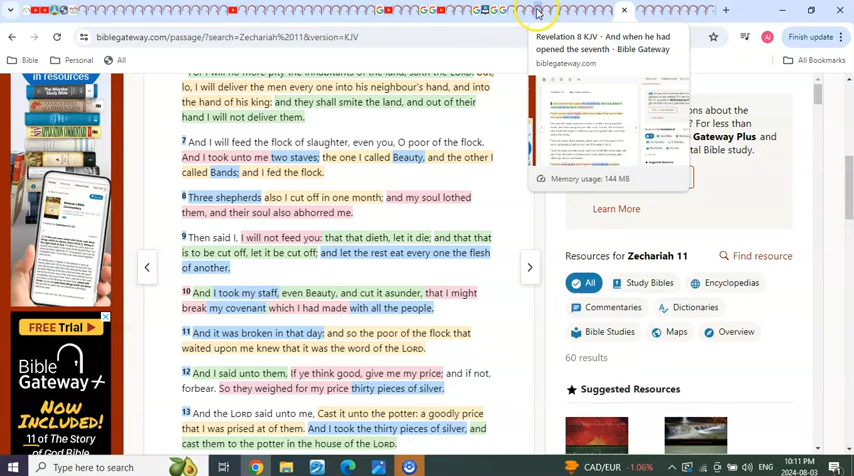 Finish update
biblegateway.com/passage/?search=Zechariah%2011&version=KJV
Bible Personal All
All Bookmarks
Revelation 8 KJV - And when he had
opened the seventh - Bible Gateway
biblegateway.com
Memory usage: 144 MB
in resources
lo, I will deliver the men every one into his neighbour's hand, and into
the hand of his king: and they shall smite the land, and out of their
hand I will not deliver them.
7 And I will feed the flock of slaughter, even you, O poor of the flock.
And I took unto me two staves; the one I called Beauty, and the other I
called Bands; and I fed the flock.
8 Three shepherds also I cut off in one month; and my soul lothed
them, and their soul also abhorred me.
9 Then said I, I will not feed you: that that dieth, let it die; and that that
is to be cut off, let it be cut off; and let the rest eat every one the flesh
of another.
10 And I took my staff, even Beauty, and cut it asunder, that I might
break my covenant which I had made with all the people.
11 And it was broken in that day: and so the poor of the flock that
waited upon me knew that it was the word of the LORD.
12 And I said unto them, If ye think good, give me my price; and if not,
forbear. So they weighed for my price thirty pieces of silver.
13 And the LORD said unto me, Cast it unto the potter: a goodly price
that I was prised at of them. And I took the thirty pieces of silver, and
cast them to the potter in the house of the LORD.
FREE Trial
Bible
Gateway+
Now
Included!
11 of The Story
ons about the
? For less than
Gateway Plus and
tal Bible study.
Learn More
Resources for Zechariah 11
Find resource
All Study Bibles Encyclopedias
Commentaries Dictionaries
Bible Studies Maps Overview
60 results
Suggested Resources
Type here to search
CAD/EUR -1.06%
ENG
10:11 PM
2024-08-03